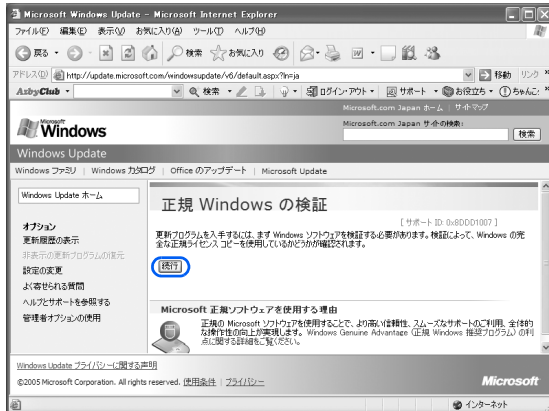 Microsoft Windows Update - Microsoft Internet Explorer
ファイル(F) 編集(E) 表示(V) お気に入り(A) ツール(T) ヘルプ(H)
戻る 検索 お気に入り
アドレス(D) http://update.microsoft.com/windowsupdate/v6/default.aspx?ln=ja 移動 リンク
AzbyClub 検索 ログイン・アウト サポート お役立ち
Microsoft.com Japan ホーム | サイトマップ
Microsoft Windows
Microsoft.com Japan サイトの検索:
検索
Windows Update
Windows ファミリ | Windows カタログ | Office のアップデート | Microsoft Update
Windows Update ホーム
オプション
更新履歴の表示
非表示の更新プログラムの復元
設定の変更
よく寄せられる質問
ヘルプとサポートを参照する
管理者オプションの使用
正規 Windows の検証
[ サポート ID: 0x8DDD1007 ]
更新プログラムを入手するには、まず Windows ソフトウェアを検証する必要があります。検証によって、Windows の完
全な正規ライセンス コピーを使用しているかどうかが確認されます。
続行
Microsoft 正規ソフトウェアを使用する理由
正規の Microsoft ソフトウェアを使用することで、より高い信頼性、スムーズなサポートのご利用、全体的
な操作性の向上が実現します。Windows Genuine Advantage (正規 Windows 推奨プログラム) の利
点に関する詳細をご覧ください。
Windows Update プライバシーに関する声明
©2005 Microsoft Corporation. All rights reserved. 使用条件 | プライバシー
Microsoft
インターネット